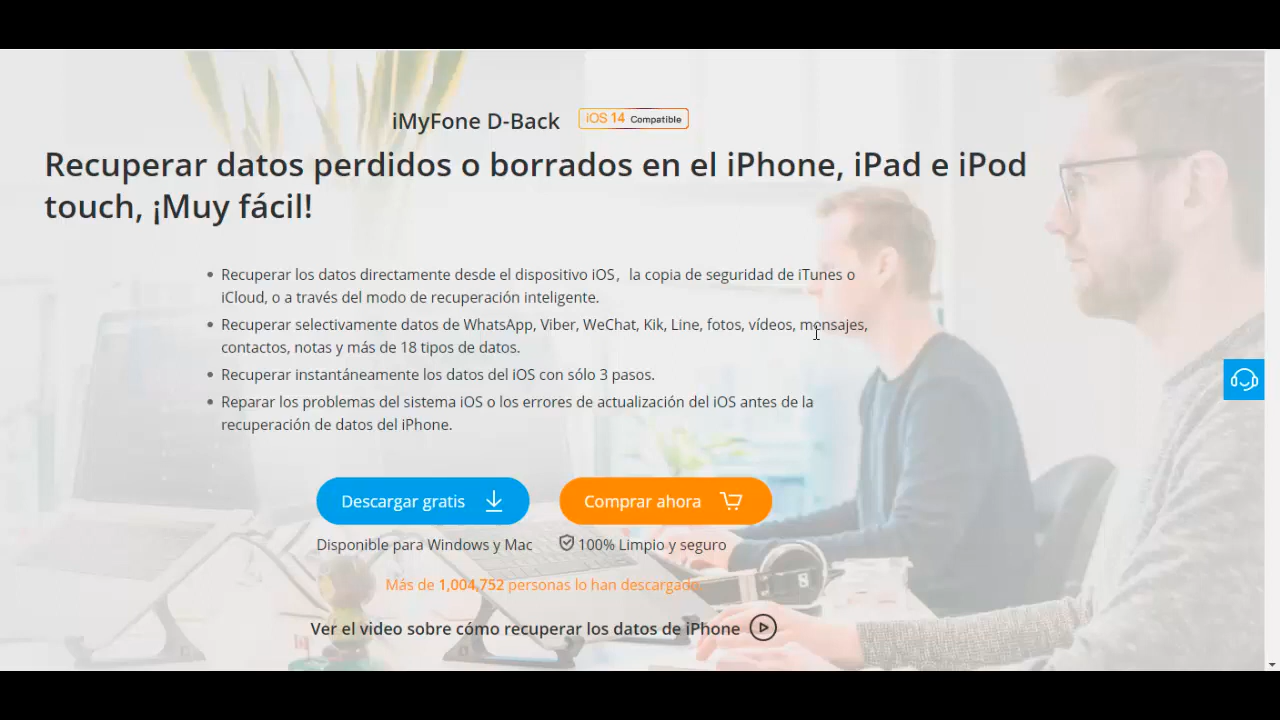 iMyFone D-Back
iOS 14 Compatible
Recuperar datos perdidos o borrados en el iPhone, iPad e iPod
touch, ¡Muy fácil!
Recuperar los datos directamente desde el dispositivo iOS，la copia de seguridad de iTunes o
iCloud, o a través del modo de recuperación inteligente.
Recuperar selectivamente datos de WhatsApp, Viber, WeChat, Kik, Line, fotos, vídeos, mensajes,
contactos, notas y más de 18 tipos de datos.
Recuperar instantáneamente los datos del iOS con sólo 3 pasos.
Reparar los problemas del sistema iOS o los errores de actualización del iOS antes de la
recuperación de datos del iPhone.
Descargar gratis
Comprar ahora
Disponible para Windows y Mac
100% Limpio y seguro
Más de 1,004,752 personas lo han descargado
Ver el video sobre cómo recuperar los datos de iPhone